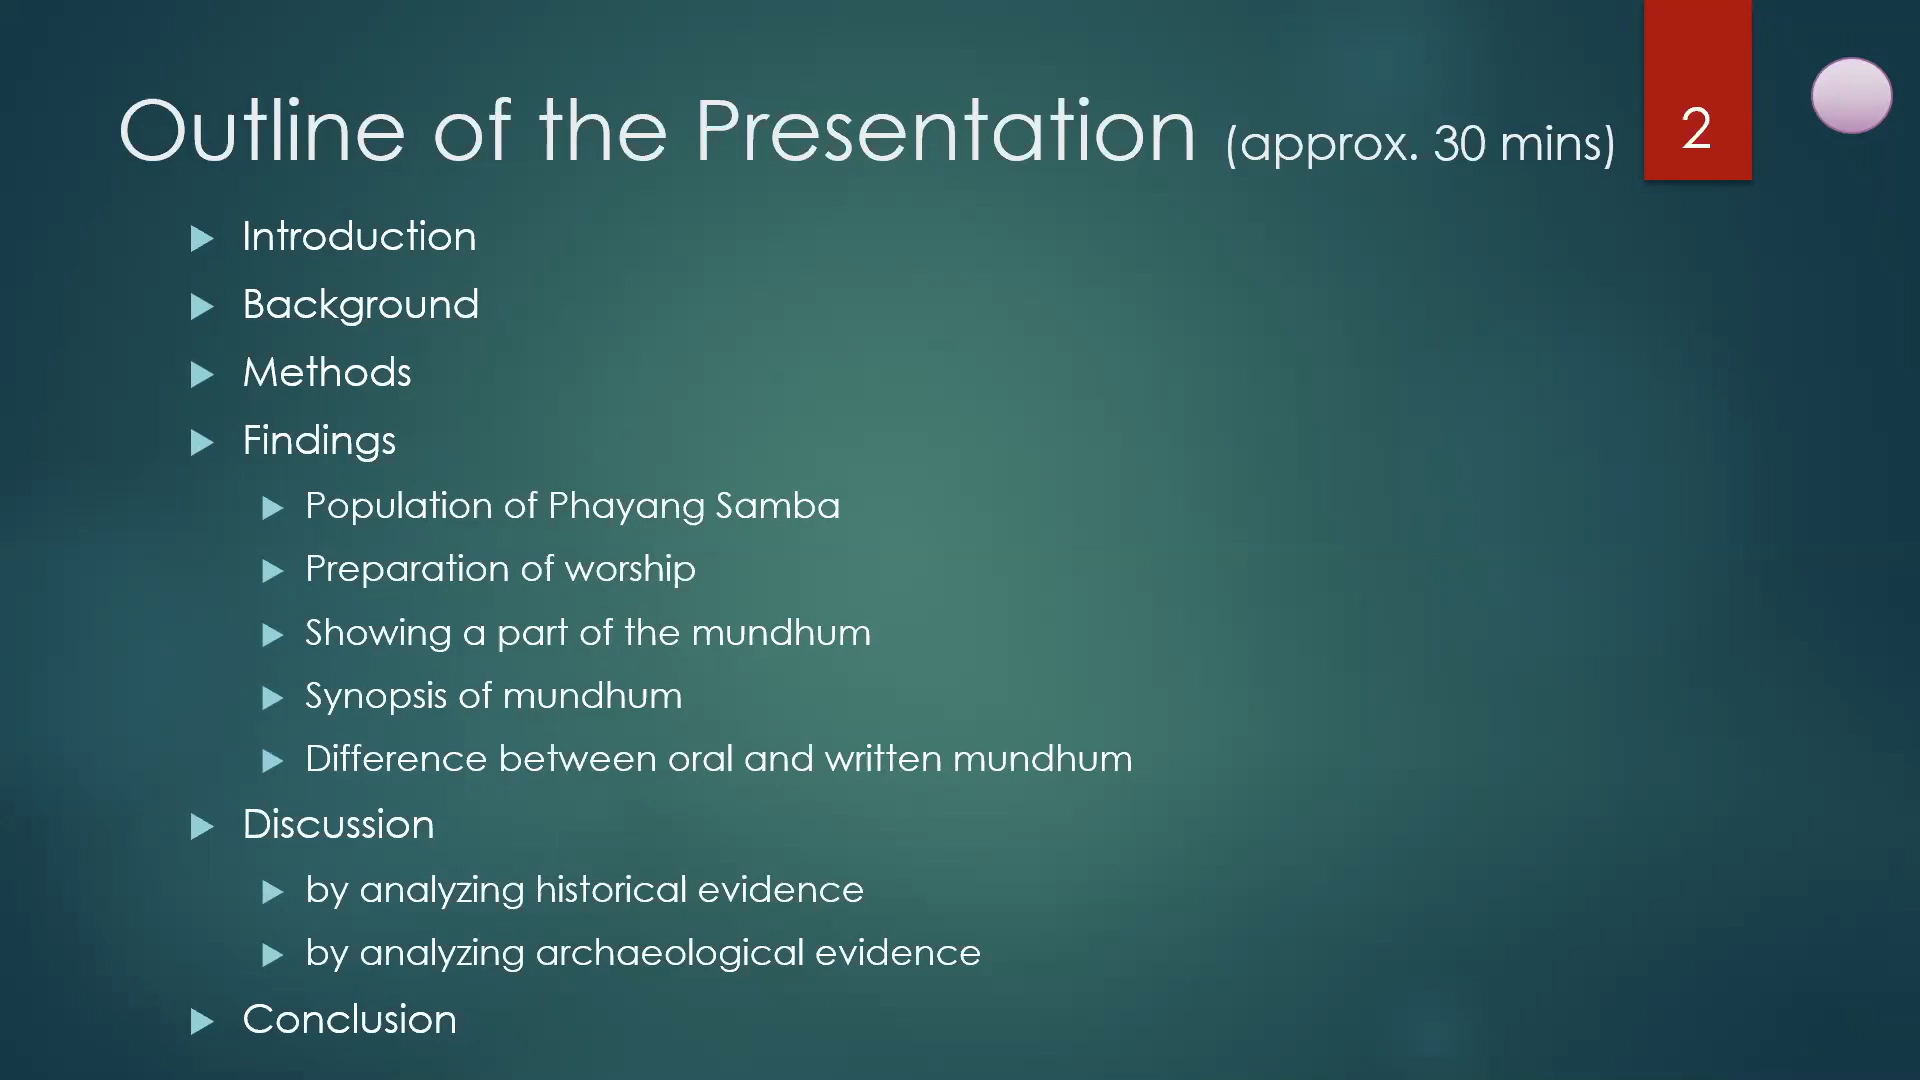 Outline of the Presentation (approx. 30 mins)
2
Introduction
Background
Methods
Findings
Population of Phayang Samba
Preparation of worship
Showing a part of the mundhum
Synopsis of mundhum
Difference between oral and written mundhum
Discussion
by analyzing historical evidence
by analyzing archaeological evidence
Conclusion